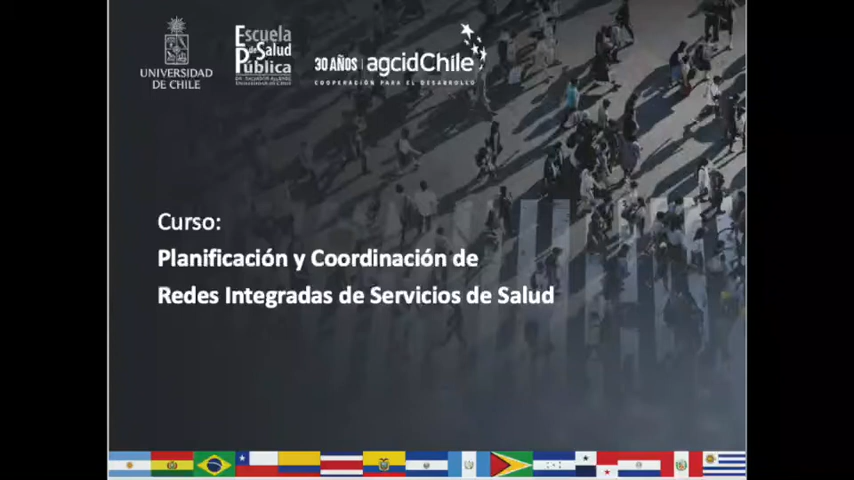 UNIVERSIDAD
DE CHILE
Escuela
de Salud
Pública
30 AÑOS | agcidChile
COOPERACIÓN PARA EL DESARROLLO
Curso:
Planificación y Coordinación de
Redes Integradas de Servicios de Salud